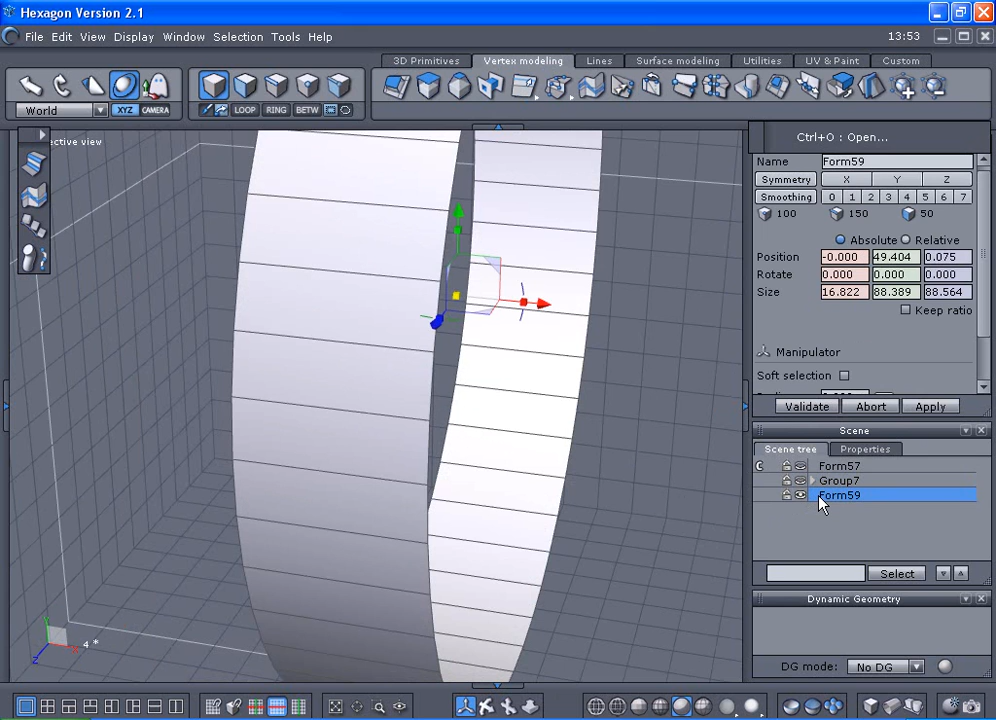 Hexagon Version 2.1
File Edit View Display Window Selection Tools Help 13:53
3D Primitives Vertex modeling Lines Surface modeling Utilities UV & Paint Custom
World XYZ CAMERA LOOP RING BETW
ective view
Ctrl+O : Open...
Name Form59
Symmetry X Y Z
Smoothing 0 1 2 3 4 5 6 7
100 150 50
Absolute Relative
Position -0.000 49.404 0.075
Rotate 0.000 0.000 0.000
Size 16.822 88.389 88.564
Keep ratio
Manipulator
Soft selection
Validate Abort Apply
Scene
Scene tree Properties
C Form57
Group7
Form59
Select
Dynamic Geometry
DG mode: No DG
Y
X
Z
4 *